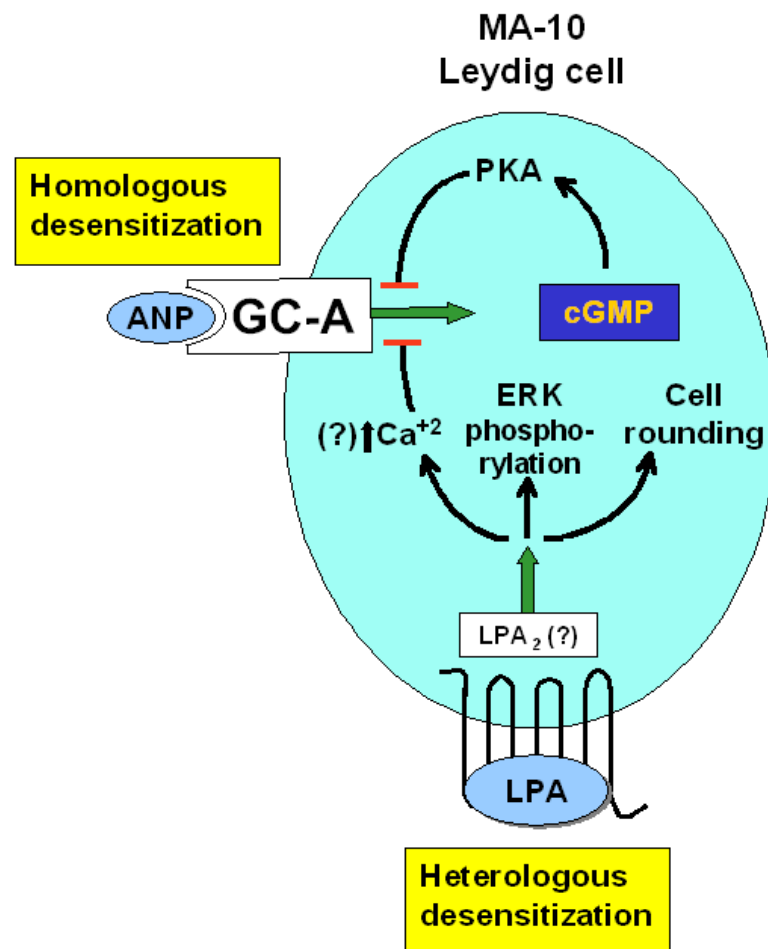 MA-10
Leydig cell
Homologous
desensitization
PKA
ANP
GC-A
cGMP
(?)⬆Ca⁺²
ERK
phospho-
rylation
Cell
rounding
LPA₂(?)
LPA
Heterologous
desensitization